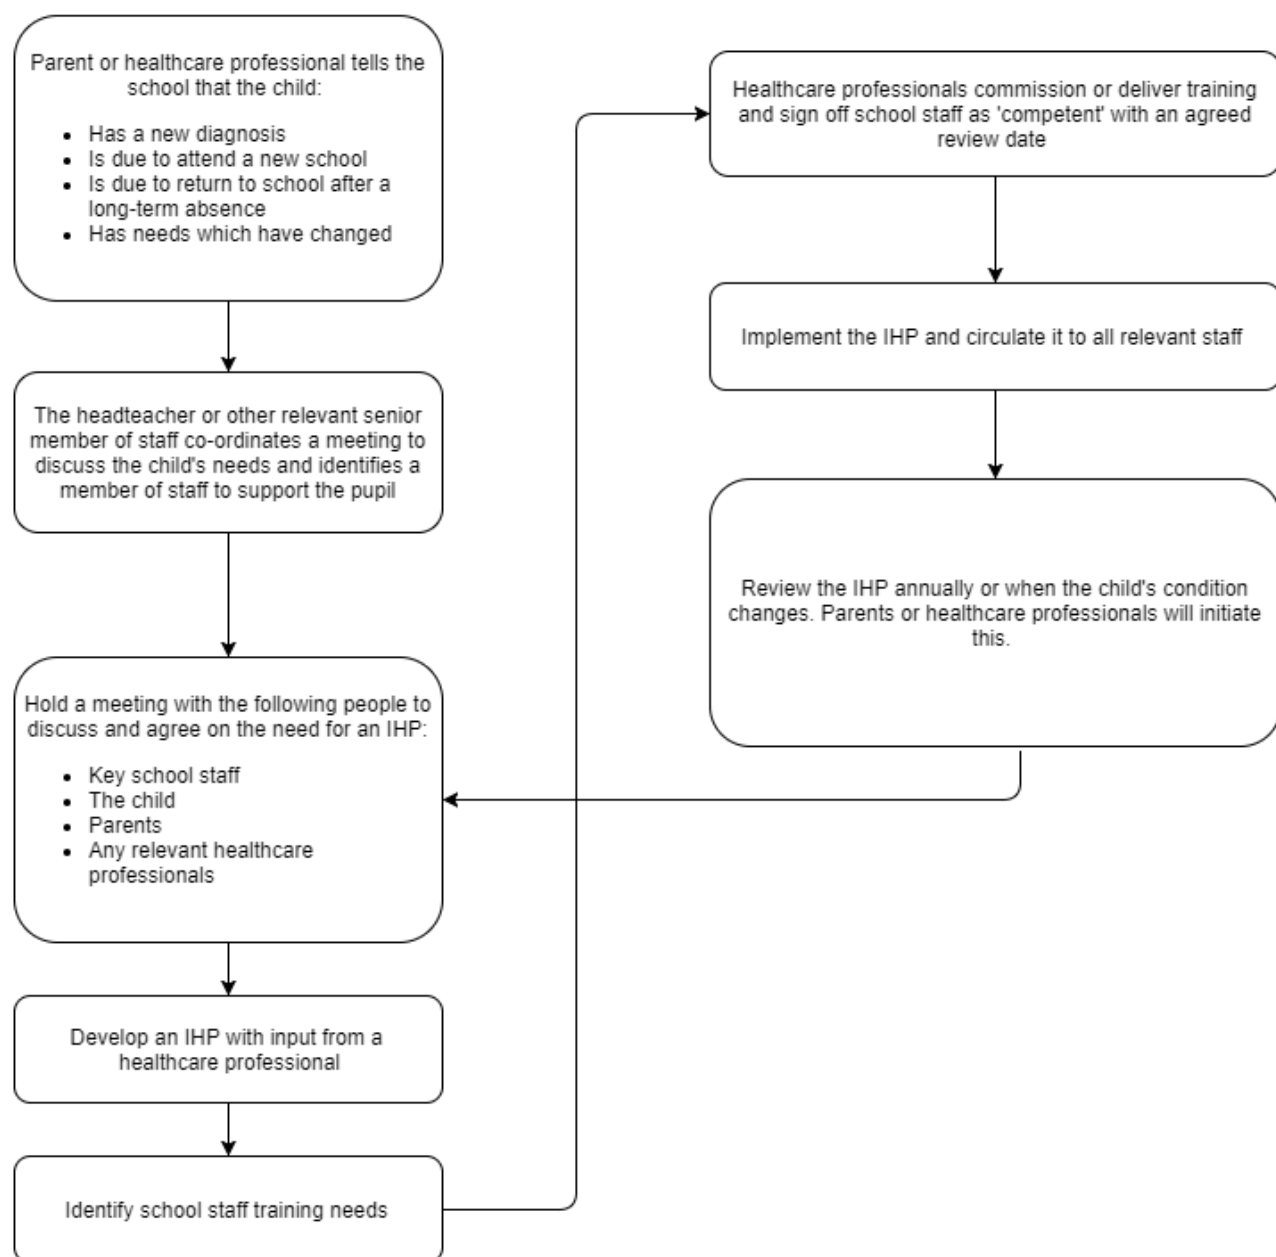 Parent or healthcare professional tells the
school that the child:
• Has a new diagnosis
• Is due to attend a new school
• Is due to return to school after a
long-term absence
• Has needs which have changed
The headteacher or other relevant senior
member of staff co-ordinates a meeting to
discuss the child's needs and identifies a
member of staff to support the pupil
Hold a meeting with the following people to
discuss and agree on the need for an IHP:
• Key school staff
• The child
• Parents
• Any relevant healthcare
professionals
Develop an IHP with input from a
healthcare professional
Identify school staff training needs
Healthcare professionals commission or deliver training
and sign off school staff as 'competent' with an agreed
review date
Implement the IHP and circulate it to all relevant staff
Review the IHP annually or when the child's condition
changes. Parents or healthcare professionals will initiate
this.